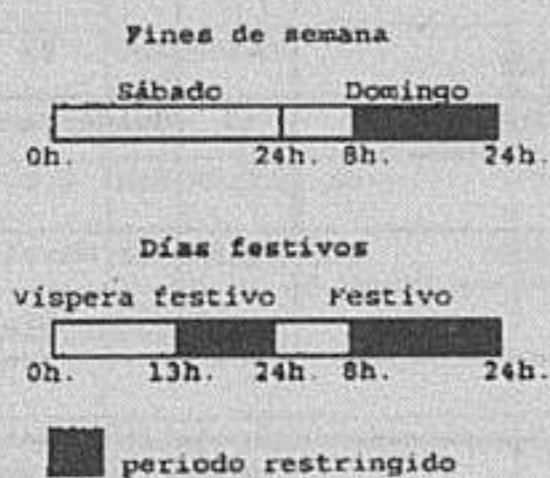 Fines de semana
Sábado Domingo
0h. 24h. 8h. 24h.
Días festivos
Víspera festivo Festivo
0h. 13h. 24h. 8h. 24h.
periodo restringido